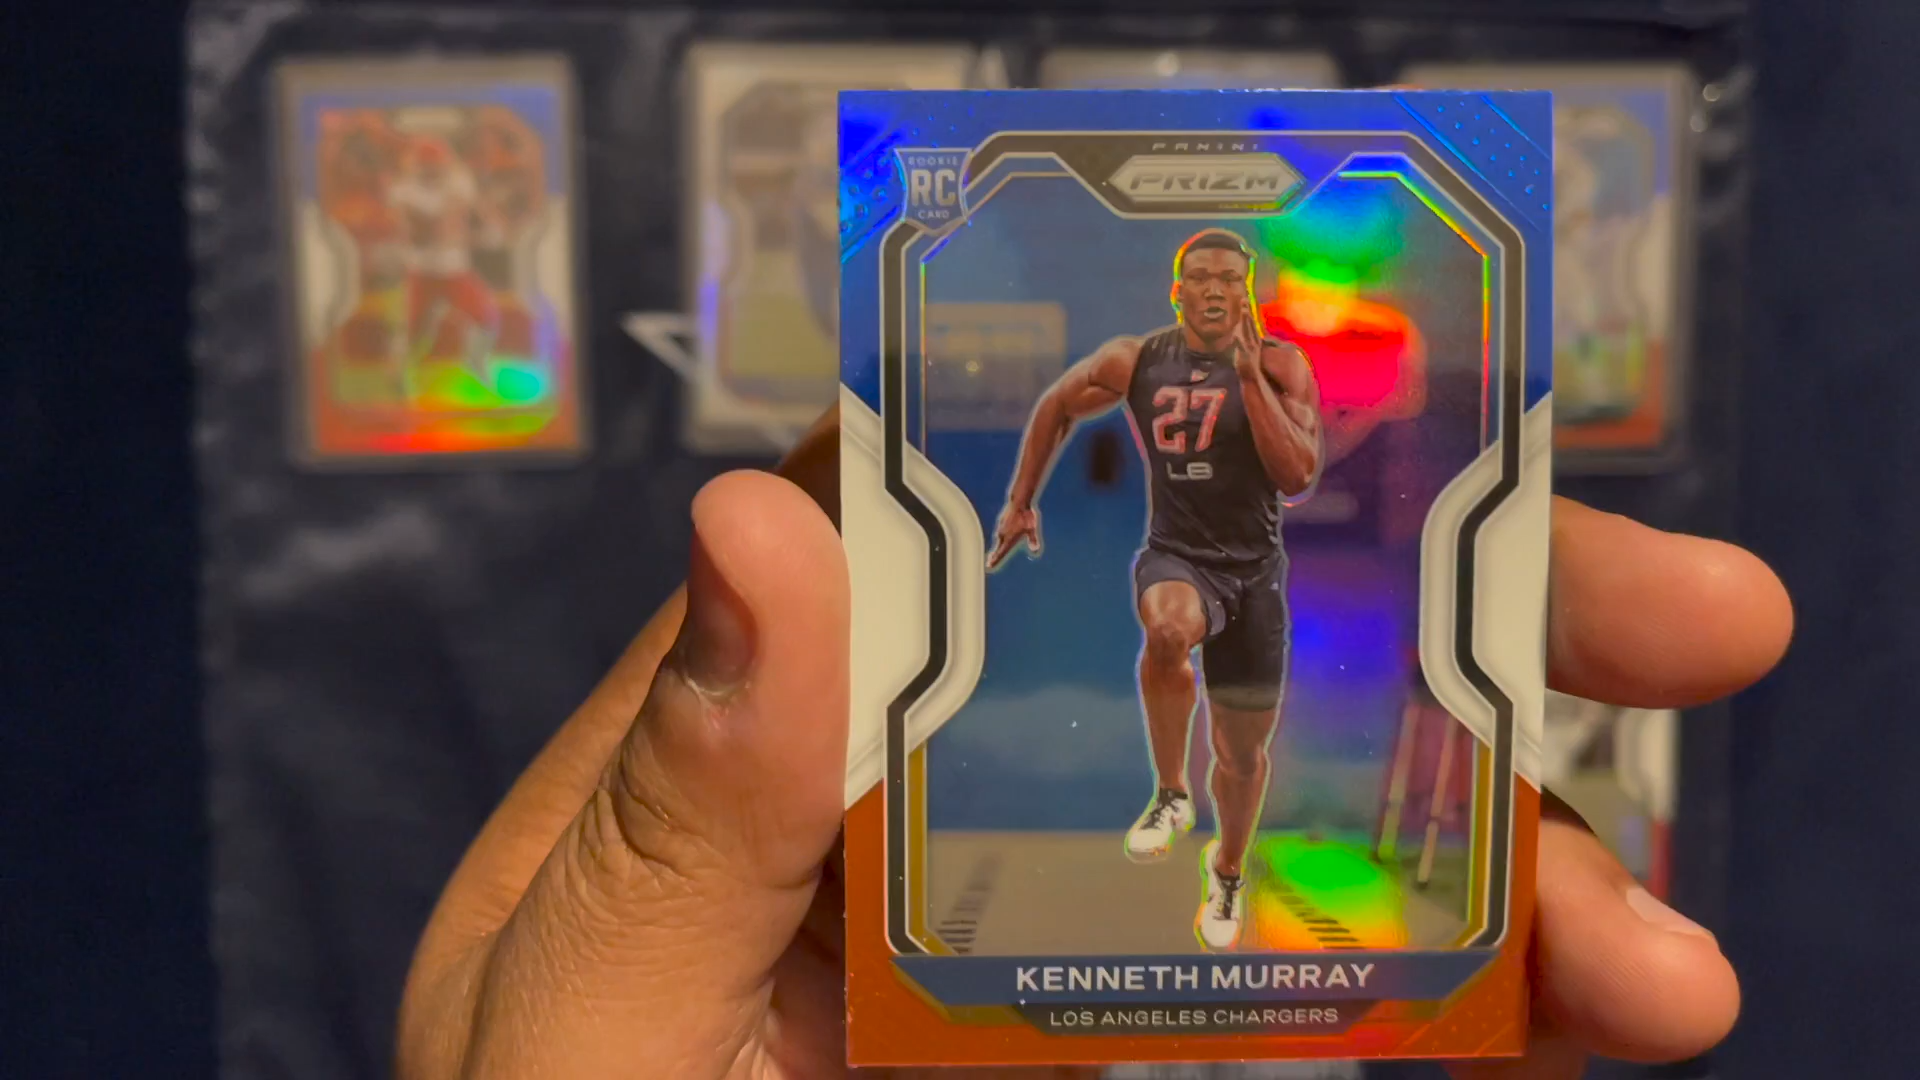 PANINI
PRIZM
ROOKIE
RC
CARD
27
LB
KENNETH MURRAY
LOS ANGELES CHARGERS